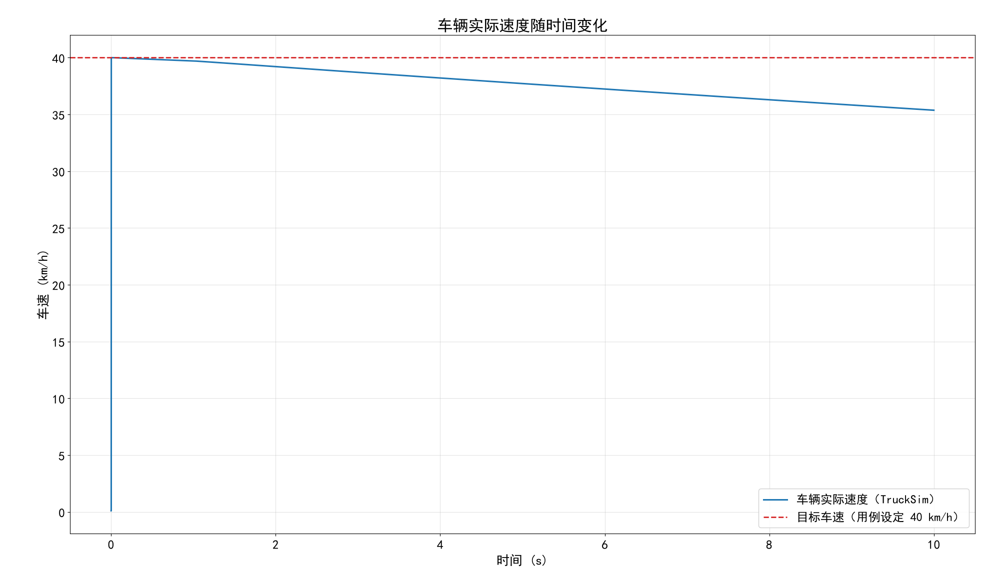 车辆实际速度随时间变化
40
35
30
25
20
15
10
5
0
车速 (km/h)
0 2 4 6 8 10
时间 (s)
车辆实际速度（TruckSim）
目标车速（用例设定 40 km/h）